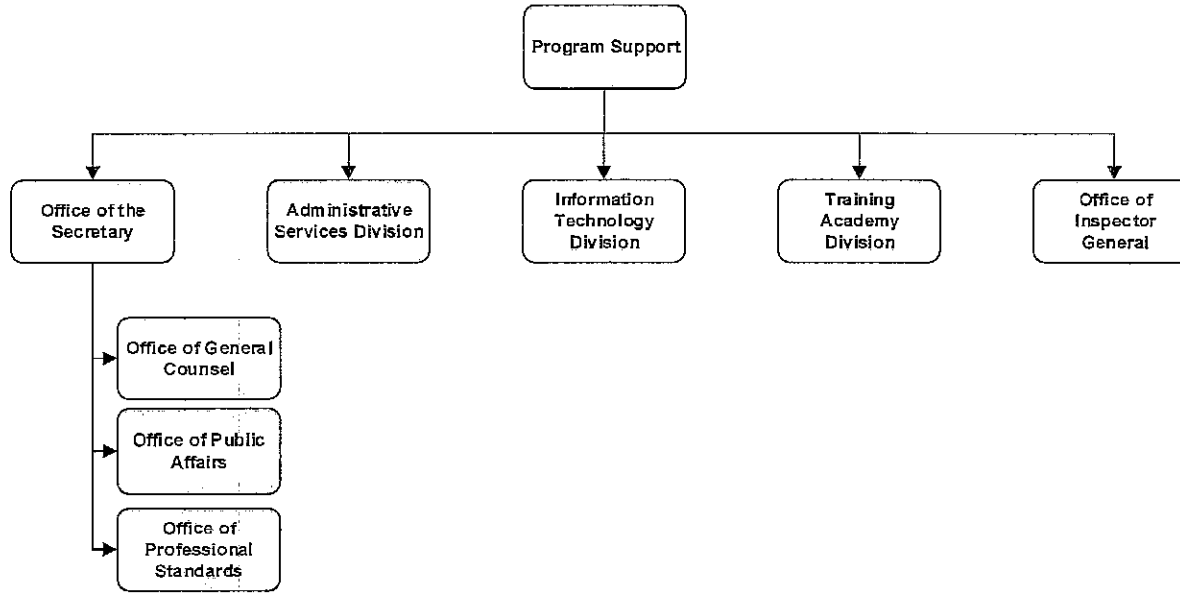 Program Support
Office of the
Secretary
Administrative
Services Division
Information
Technology
Division
Training
Academy
Division
Office of
Inspector
General
Office of General
Counsel
Office of Public
Affairs
Office of
Professional
Standards